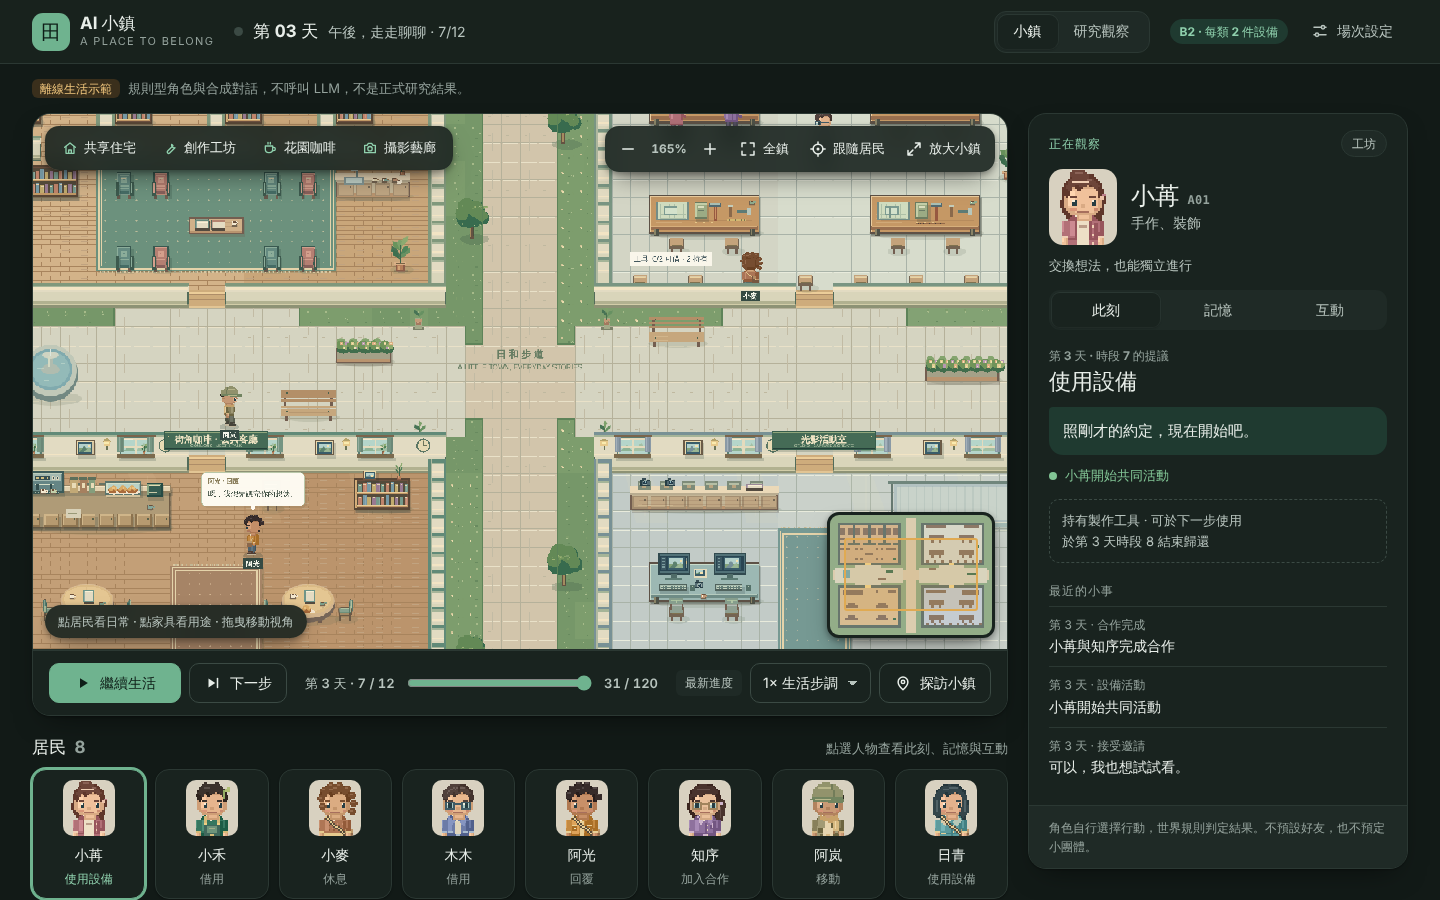 田
AI 小鎮
A PLACE TO BELONG
第 03 天 午後，走走聊聊 · 7/12
小鎮
研究觀察
B2 · 每類 2 件設備
場次設定
離線生活示範
規則型角色與合成對話，不呼叫 LLM，不是正式研究結果。
共享住宅
創作工坊
花園咖啡
攝影藝廊
165%
全鎮
跟隨居民
放大小鎮
小麥
日和步道
A LITTLE TOWN, EVERYDAY STORIES
光影活動室
阿光 · 回覆
阿光
點居民看日常 · 點家具看用途 · 拖曳移動視角
繼續生活
下一步
第 3 天 · 7 / 12
31 / 120
最新進度
1× 生活步調
探訪小鎮
居民 8
點選人物查看此刻、記憶與互動
小苒
使用設備
小禾
借用
小麥
休息
木木
借用
阿光
回覆
知序
加入合作
阿嵐
移動
日青
使用設備
正在觀察
工坊
小苒 A01
手作、裝飾
交換想法，也能獨立進行
此刻
記憶
互動
第 3 天 · 時段 7 的提議
使用設備
照剛才的約定，現在開始吧。
小苒開始共同活動
持有製作工具 · 可於下一步使用
於第 3 天時段 8 結束歸還
最近的小事
第 3 天 · 合作完成
小苒與知序完成合作
第 3 天 · 設備活動
小苒開始共同活動
第 3 天 · 接受邀請
可以，我也想試試看。
角色自行選擇行動，世界規則判定結果。不預設好友，也不預定
小團體。